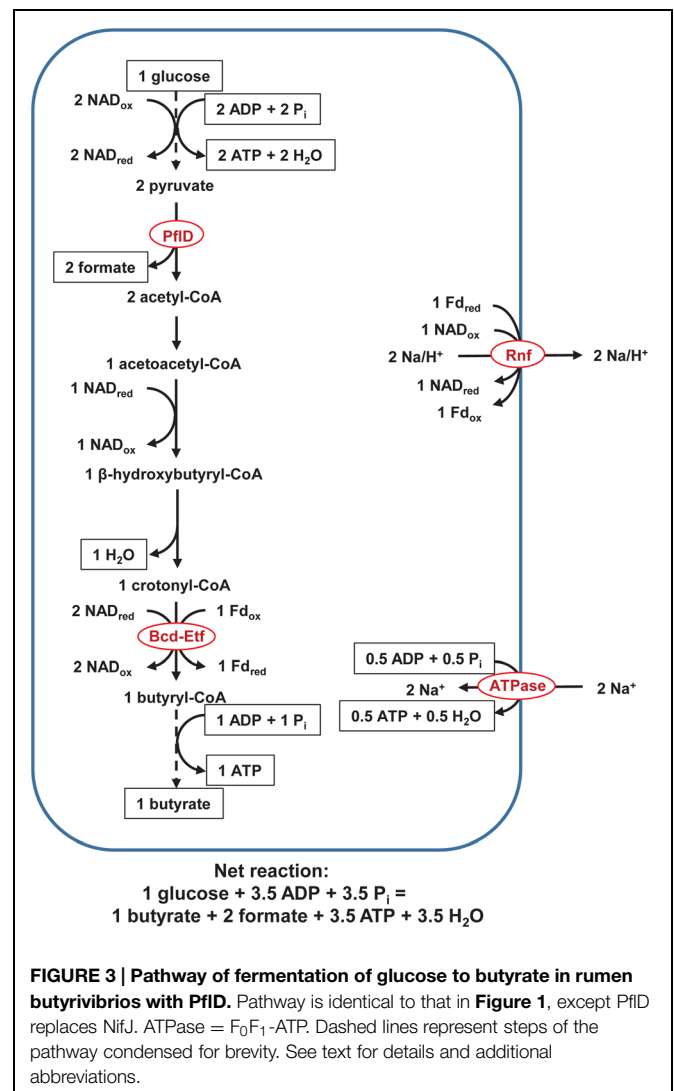 1 glucose
2 NADox
2 ADP + 2 Pi
2 NADred
2 ATP + 2 H2O
2 pyruvate
PflD
2 formate
2 acetyl-CoA
1 acetoacetyl-CoA
1 NADred
1 NADox
1 β-hydroxybutyryl-CoA
1 H2O
1 crotonyl-CoA
2 NADred
1 Fdox
Bcd-Etf
2 NADox
1 Fdred
1 butyryl-CoA
1 ADP + 1 Pi
1 ATP
1 butyrate
1 Fdred
1 NADox
2 Na/H+
Rnf
2 Na/H+
1 NADred
1 Fdox
0.5 ADP + 0.5 Pi
2 Na+
ATPase
2 Na+
0.5 ATP + 0.5 H2O
Net reaction:
1 glucose + 3.5 ADP + 3.5 Pi =
1 butyrate + 2 formate + 3.5 ATP + 3.5 H2O
FIGURE 3 | Pathway of fermentation of glucose to butyrate in rumen
butyrivibrios with PflD. Pathway is identical to that in Figure 1, except PflD
replaces NifJ. ATPase = F0F1-ATP. Dashed lines represent steps of the
pathway condensed for brevity. See text for details and additional
abbreviations.